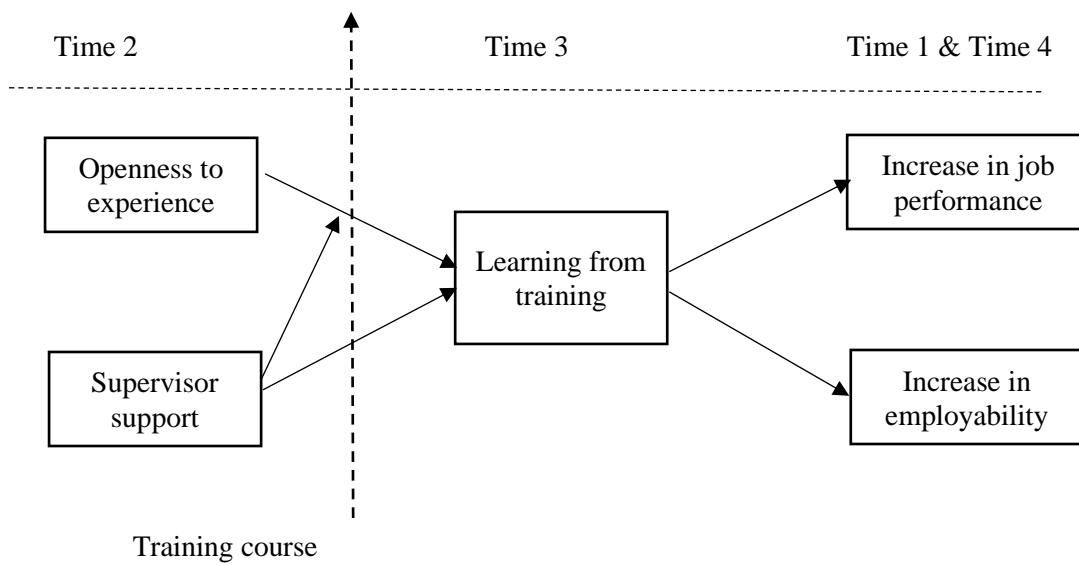 Time 2
Time 3
Time 1 & Time 4
Openness to
experience
Increase in job
performance
Learning from
training
Supervisor
support
Increase in
employability
Training course